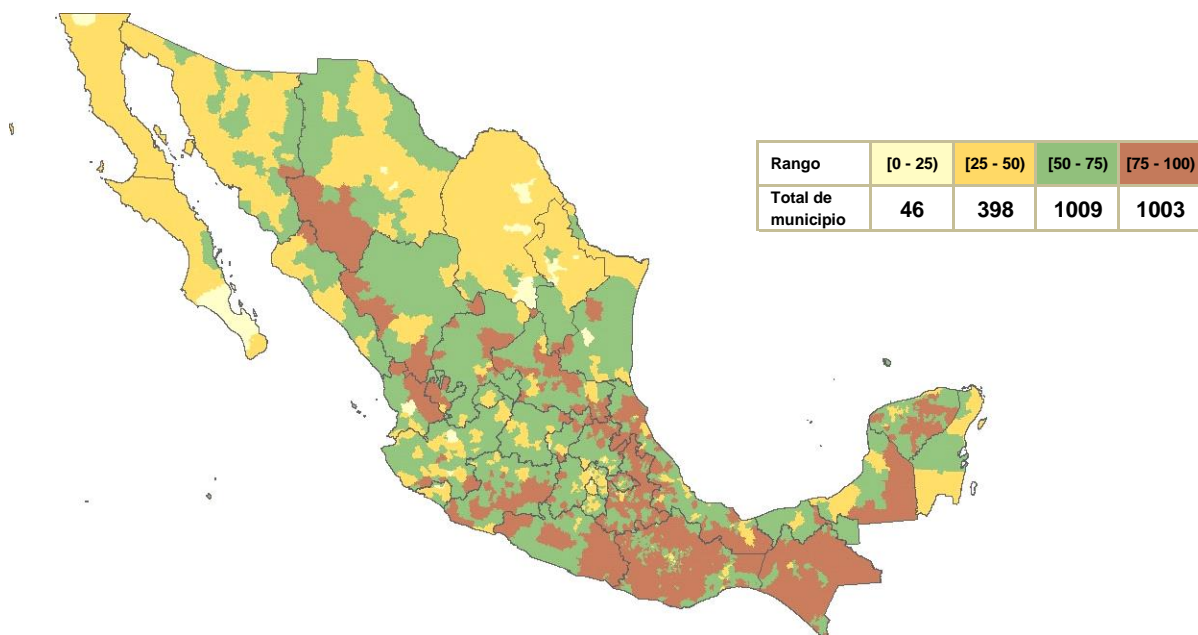 Rango [0 - 25) [25 - 50) [50 - 75) [75 - 100)
Total de
municipio 46 398 1009 1003